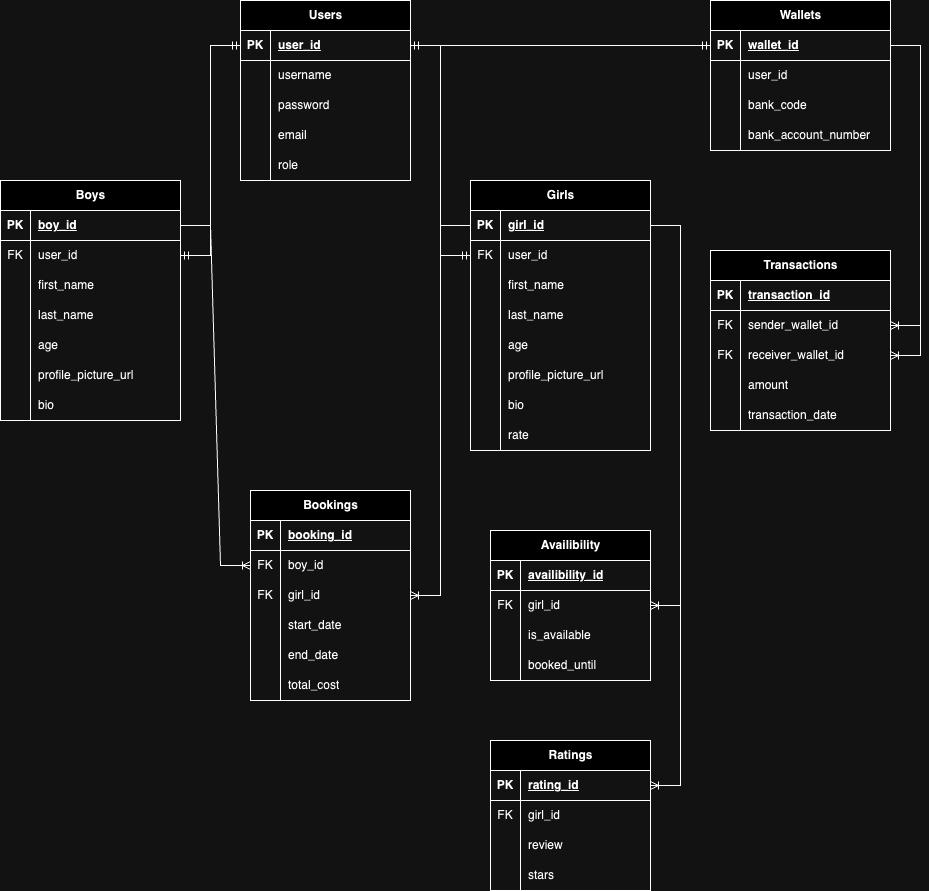 Users
PK user_id
username
password
email
role
Wallets
PK wallet_id
user_id
bank_code
bank_account_number
Boys
PK boy_id
FK user_id
first_name
last_name
age
profile_picture_url
bio
Girls
PK girl_id
FK user_id
first_name
last_name
age
profile_picture_url
bio
rate
Transactions
PK transaction_id
FK sender_wallet_id
FK receiver_wallet_id
amount
transaction_date
Bookings
PK booking_id
FK boy_id
FK girl_id
start_date
end_date
total_cost
Availibility
PK availibility_id
FK girl_id
is_available
booked_until
Ratings
PK rating_id
FK girl_id
review
stars